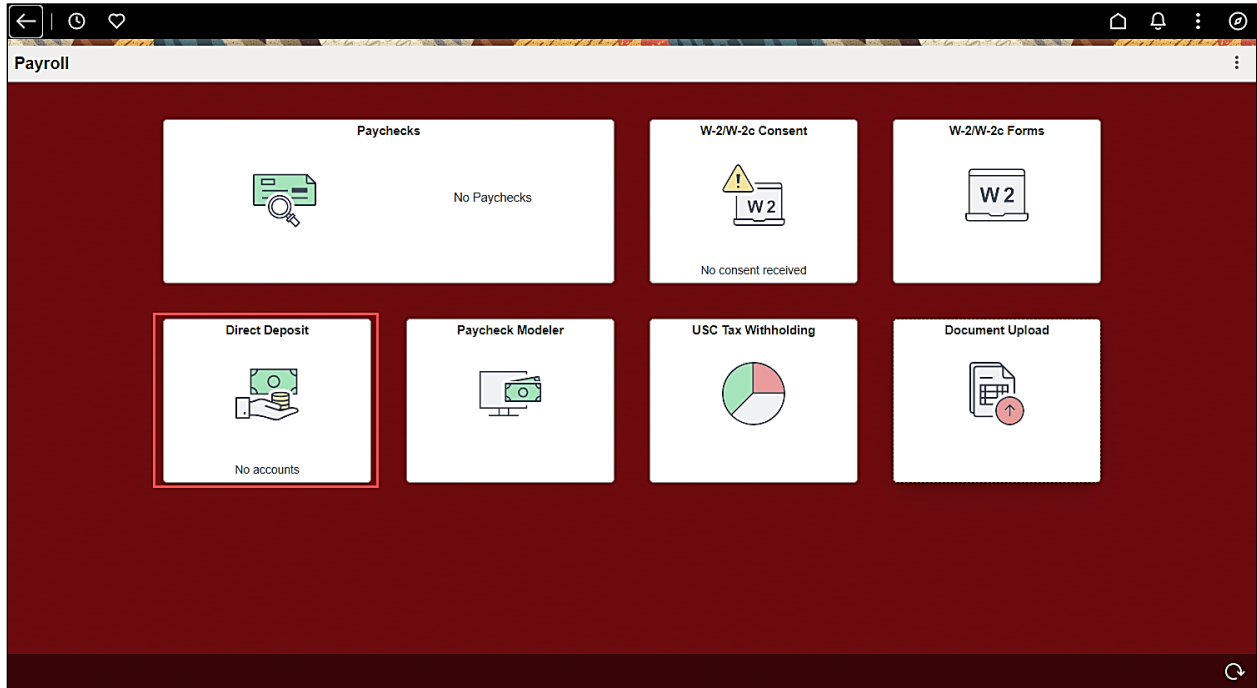 Payroll
Paychecks
No Paychecks
W-2/W-2c Consent
W2
No consent received
W-2/W-2c Forms
W2
Direct Deposit
No accounts
Paycheck Modeler
USC Tax Withholding
Document Upload